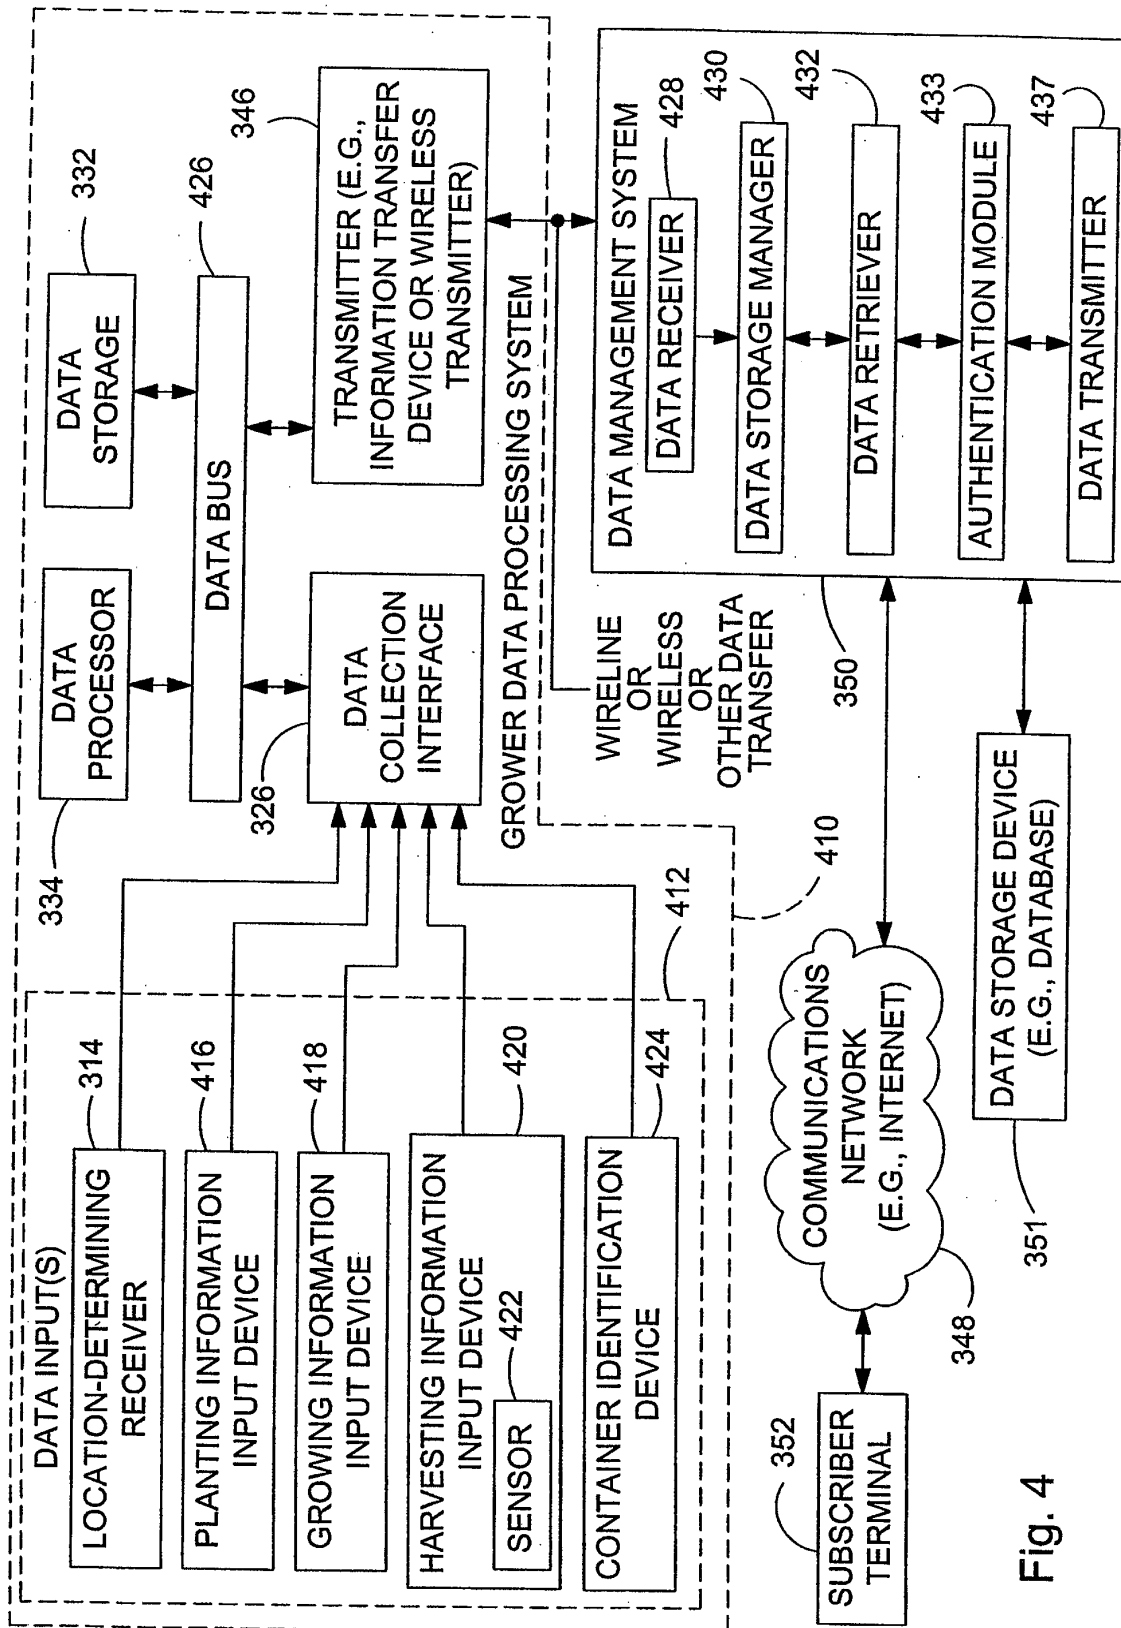 DATA INPUT(S)
LOCATION-DETERMINING
RECEIVER
314
PLANTING INFORMATION
INPUT DEVICE
416
GROWING INFORMATION
INPUT DEVICE
418
HARVESTING INFORMATION
INPUT DEVICE
420
SENSOR
422
CONTAINER IDENTIFICATION
DEVICE
424
412
410
DATA
PROCESSOR
334
DATA
STORAGE
332
DATA BUS
426
DATA
COLLECTION
INTERFACE
326
TRANSMITTER (E.G.,
INFORMATION TRANSFER
DEVICE OR WIRELESS
TRANSMITTER)
346
GROWER DATA PROCESSING SYSTEM
WIRELINE
OR
WIRELESS
OR
OTHER DATA
TRANSFER
DATA MANAGEMENT SYSTEM
DATA RECEIVER
428
DATA STORAGE MANAGER
430
DATA RETRIEVER
432
AUTHENTICATION MODULE
433
DATA TRANSMITTER
437
350
SUBSCRIBER
TERMINAL
352
COMMUNICATIONS
NETWORK
(E.G., INTERNET)
348
DATA STORAGE DEVICE
(E.G., DATABASE)
351
Fig. 4